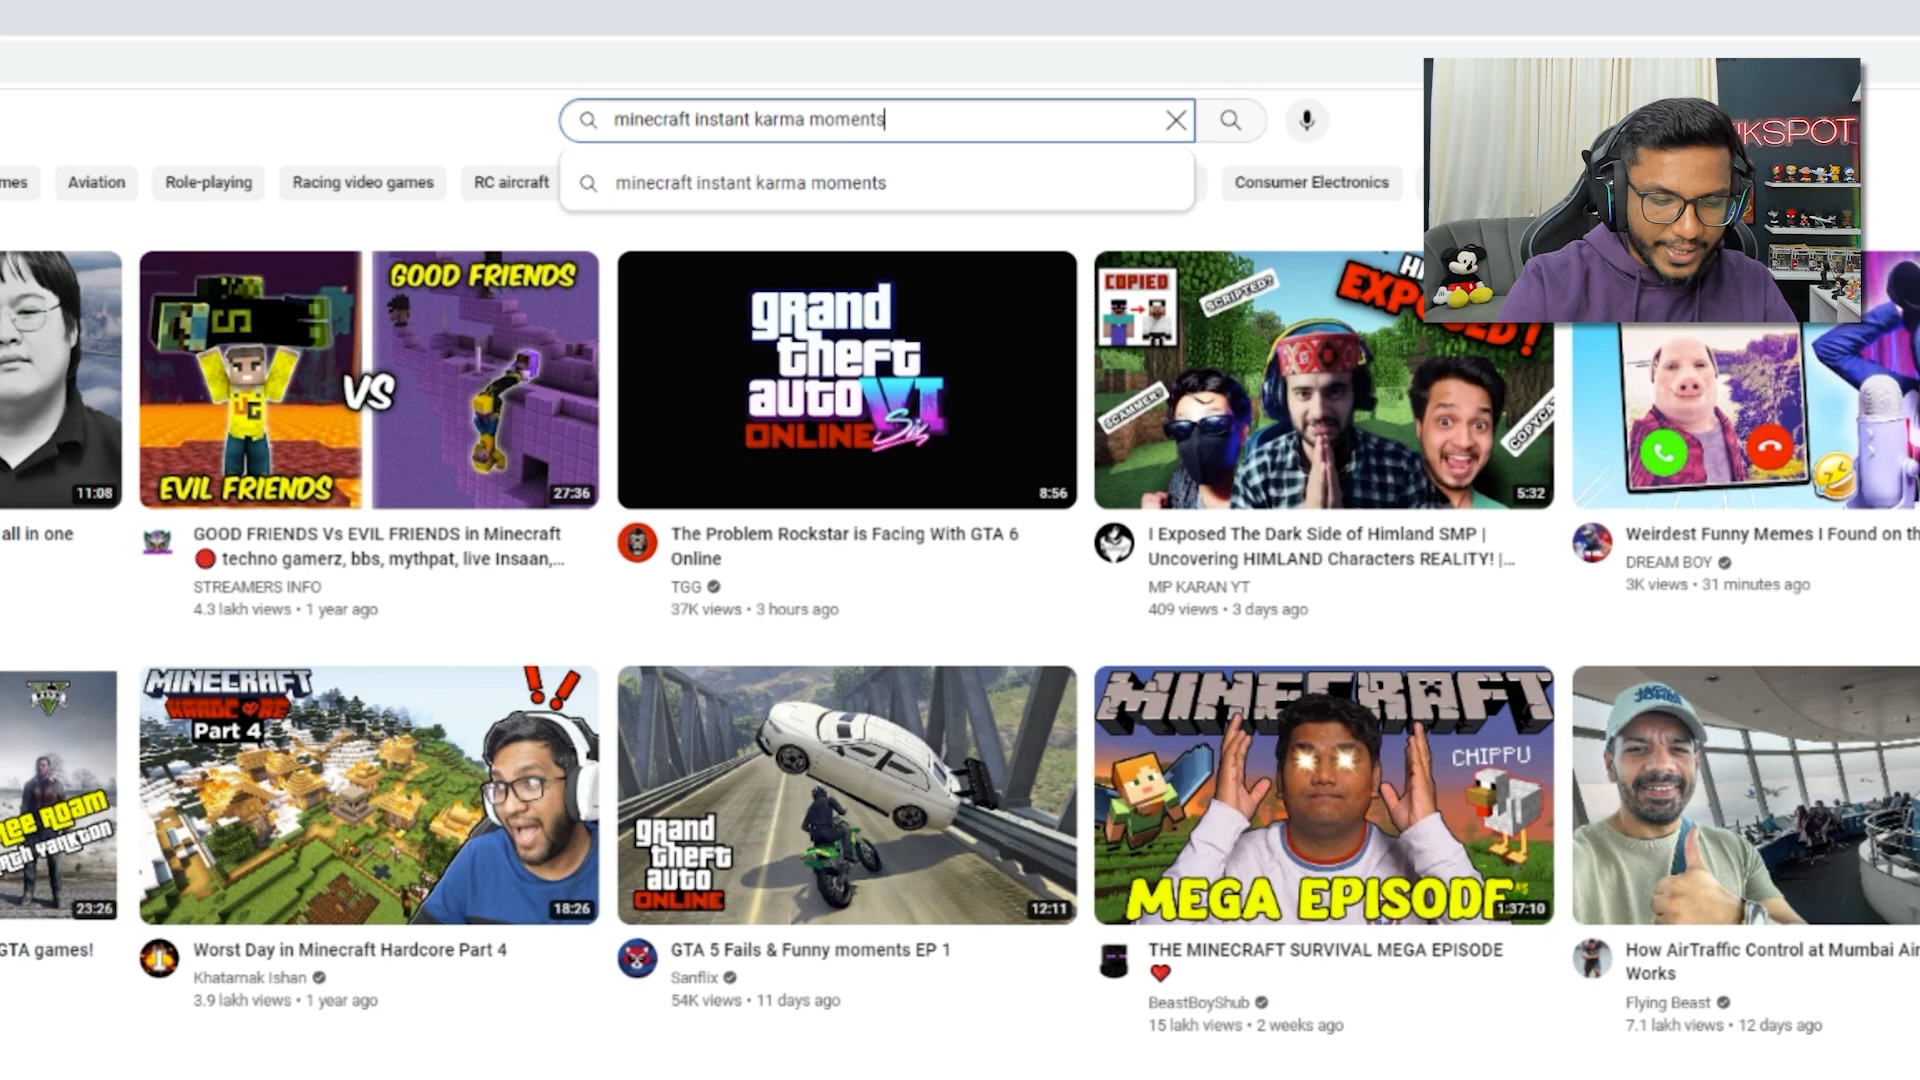 minecraft instant karma moments
minecraft instant karma moments
mes
Aviation
Role-playing
Racing video games
RC aircraft
Consumer Electronics
IKSPOT
11:08
GOOD FRIENDS
VS
EVIL FRIENDS
27:36
grand
theft
auto VI
ONLINE
8:56
COPIED
SCRIPTED?
SCAMMER?
5:32
all in one
GOOD FRIENDS Vs EVIL FRIENDS in Minecraft
🔴 techno gamerz, bbs, mythpat, live Insaan,...
STREAMERS INFO
4.3 lakh views • 1 year ago
The Problem Rockstar is Facing With GTA 6
Online
TGG
37K views • 3 hours ago
I Exposed The Dark Side of Himland SMP |
Uncovering HIMLAND Characters REALITY! |...
MP KARAN YT
409 views • 3 days ago
Weirdest Funny Memes I Found on th
DREAM BOY
3K views • 31 minutes ago
V
ee Roam
rth Yankton
23:26
MINECRAFT
HARDCORE
Part 4
!!
18:26
grand
theft
auto
ONLINE
12:11
MINECRAFT
CHIPPU
MEGA EPISODE
1:37:10
GTA games!
Worst Day in Minecraft Hardcore Part 4
Khatarnak Ishan
3.9 lakh views • 1 year ago
GTA 5 Fails & Funny moments EP 1
Sanflix
54K views • 11 days ago
THE MINECRAFT SURVIVAL MEGA EPISODE
❤️
BeastBoyShub
15 lakh views • 2 weeks ago
How AirTraffic Control at Mumbai Air
Works
Flying Beast
7.1 lakh views • 12 days ago